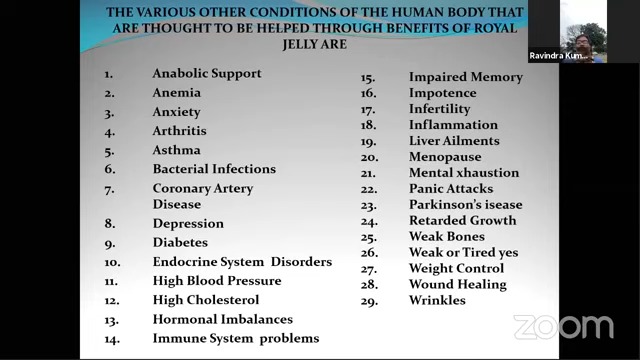 THE VARIOUS OTHER CONDITIONS OF THE HUMAN BODY THAT
ARE THOUGHT TO BE HELPED THROUGH BENEFITS OF ROYAL
JELLY ARE
1. Anabolic Support
2. Anemia
3. Anxiety
4. Arthritis
5. Asthma
6. Bacterial Infections
7. Coronary Artery
Disease
8. Depression
9. Diabetes
10. Endocrine System Disorders
11. High Blood Pressure
12. High Cholesterol
13. Hormonal Imbalances
14. Immune System problems
15. Impaired Memory
16. Impotence
17. Infertility
18. Inflammation
19. Liver Ailments
20. Menopause
21. Mental xhaustion
22. Panic Attacks
23. Parkinson's isease
24. Retarded Growth
25. Weak Bones
26. Weak or Tired yes
27. Weight Control
28. Wound Healing
29. Wrinkles
Ravindra Kum...
zoom